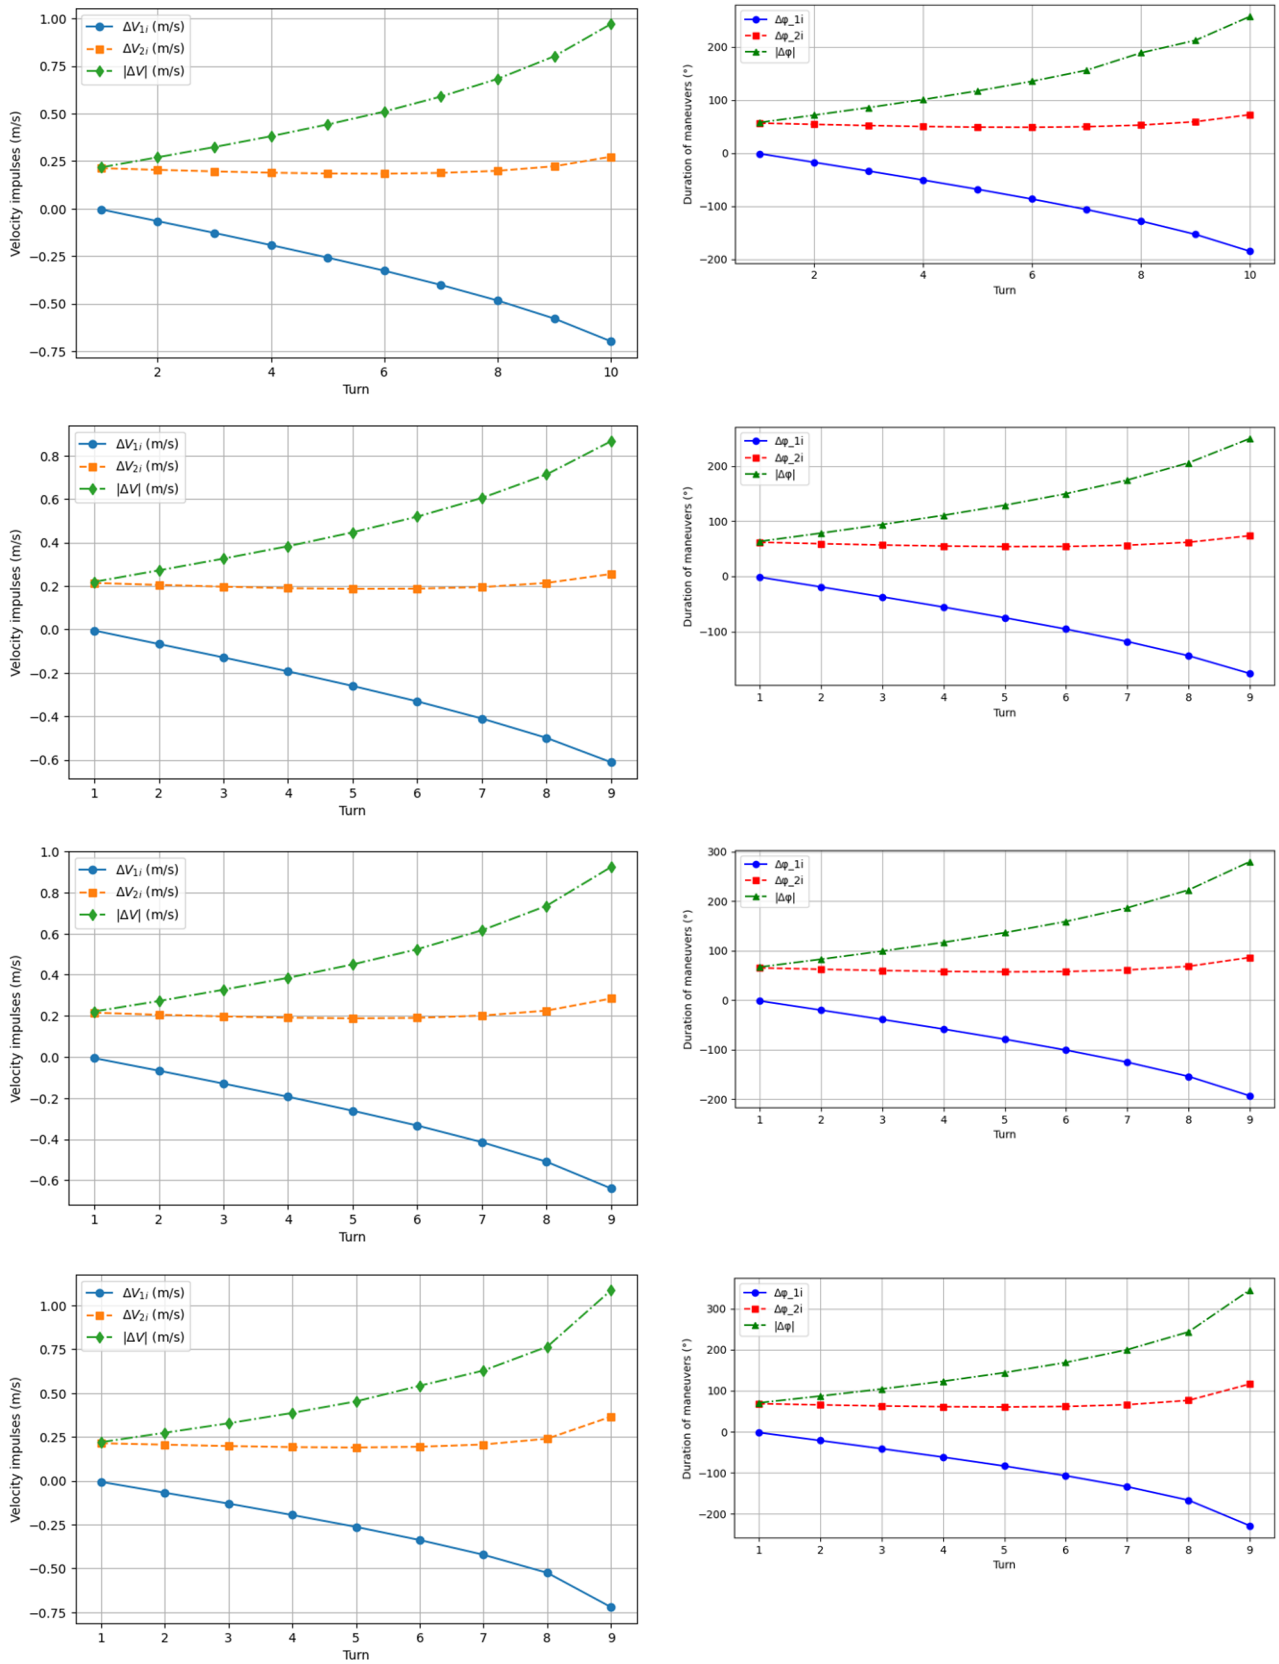 1.00
0.75
0.50
0.25
0.00
−0.25
−0.50
−0.75
Velocity impulses (m/s)
ΔV1i (m/s)
ΔV2i (m/s)
|ΔV| (m/s)
2 4 6 8 10
Turn
200
100
0
−100
−200
Duration of maneuvers (°)
Δφ_1i
Δφ_2i
|Δφ|
2 4 6 8 10
Turn
0.8
0.6
0.4
0.2
0.0
−0.2
−0.4
−0.6
Velocity impulses (m/s)
ΔV1i (m/s)
ΔV2i (m/s)
|ΔV| (m/s)
1 2 3 4 5 6 7 8 9
Turn
200
100
0
−100
Duration of maneuvers (°)
Δφ_1i
Δφ_2i
|Δφ|
1 2 3 4 5 6 7 8 9
Turn
1.0
0.8
0.6
0.4
0.2
0.0
−0.2
−0.4
−0.6
Velocity impulses (m/s)
ΔV1i (m/s)
ΔV2i (m/s)
|ΔV| (m/s)
1 2 3 4 5 6 7 8 9
Turn
300
200
100
0
−100
−200
Duration of maneuvers (°)
Δφ_1i
Δφ_2i
|Δφ|
1 2 3 4 5 6 7 8 9
Turn
1.00
0.75
0.50
0.25
0.00
−0.25
−0.50
−0.75
Velocity impulses (m/s)
ΔV1i (m/s)
ΔV2i (m/s)
|ΔV| (m/s)
1 2 3 4 5 6 7 8 9
Turn
300
200
100
0
−100
−200
Duration of maneuvers (°)
Δφ_1i
Δφ_2i
|Δφ|
1 2 3 4 5 6 7 8 9
Turn